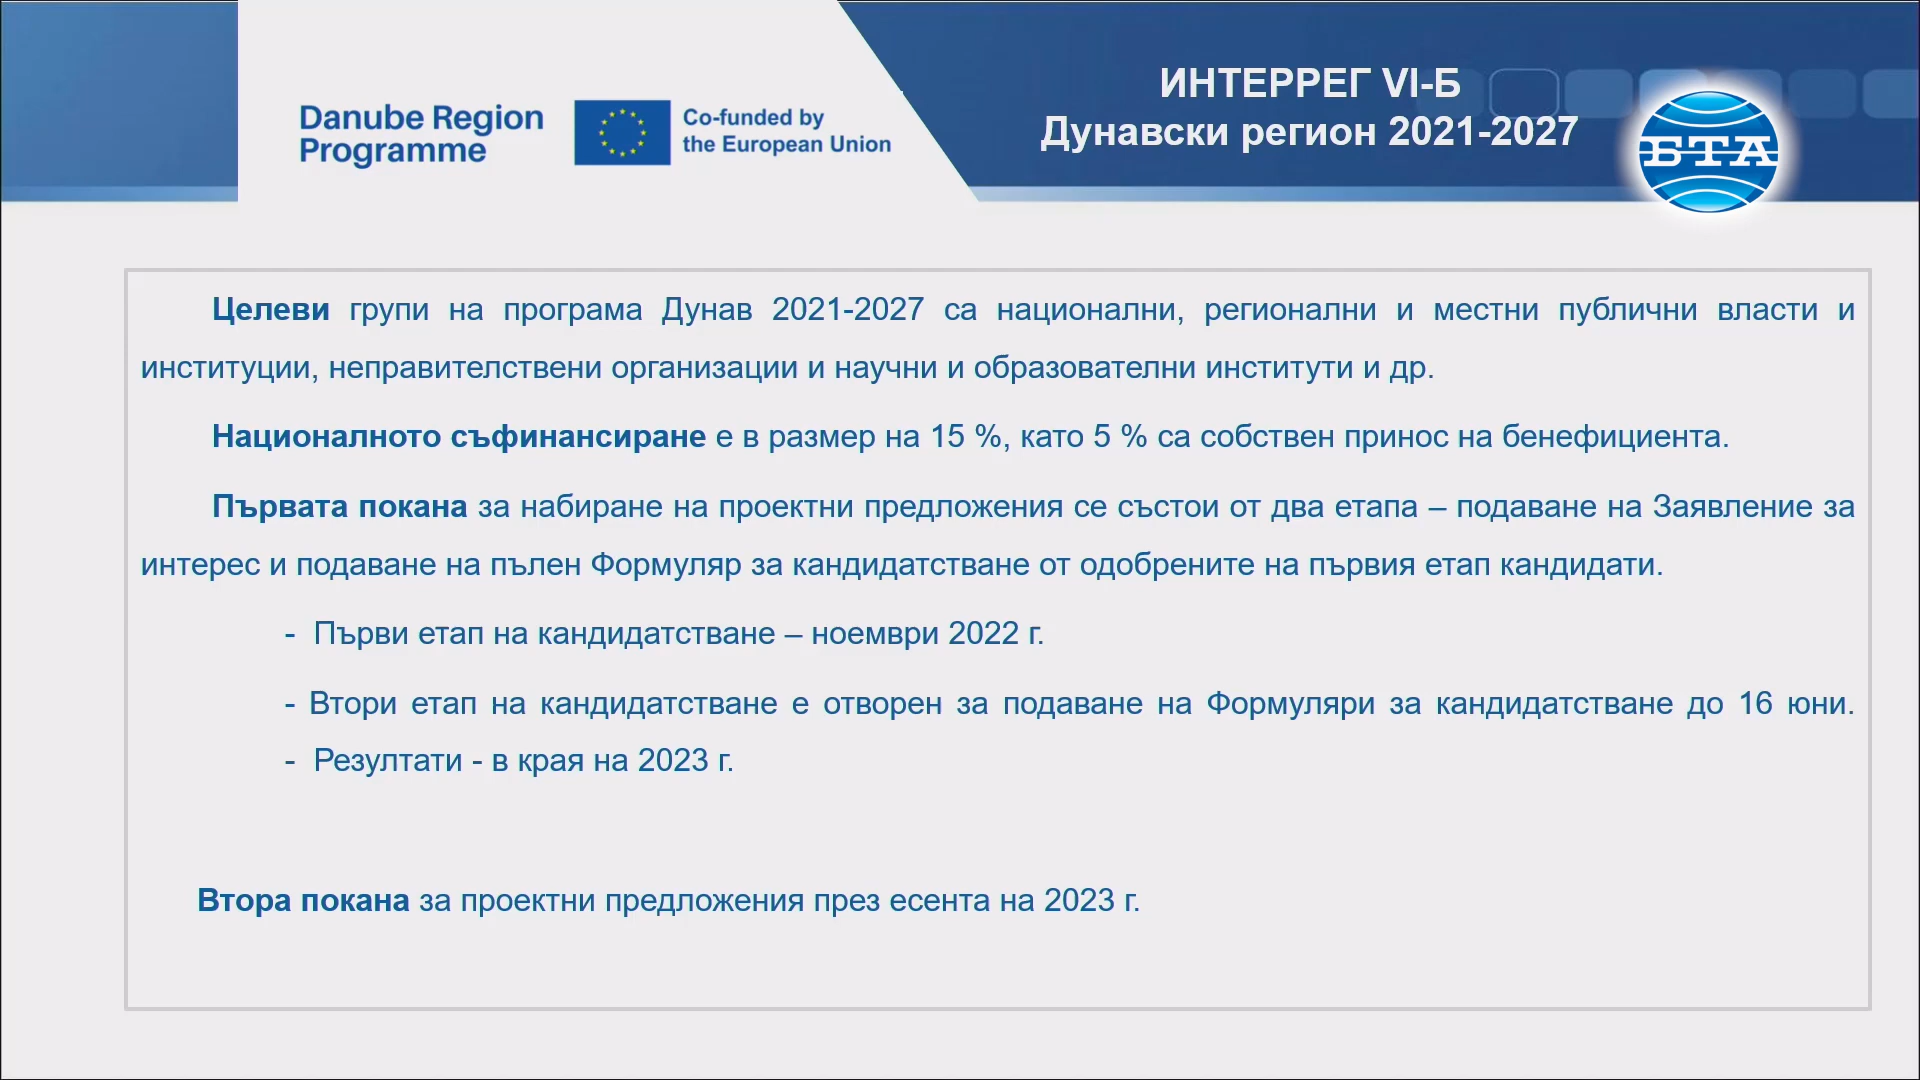 Danube Region
Programme
Co-funded by
the European Union
ИНТЕРРЕГ VI-Б
Дунавски регион 2021-2027
БТА
Целеви групи на програма Дунав 2021-2027 са национални, регионални и местни публични власти и
институции, неправителствени организации и научни и образователни институти и др.
Националното съфинансиране е в размер на 15 %, като 5 % са собствен принос на бенефициента.
Първата покана за набиране на проектни предложения се състои от два етапа – подаване на Заявление за
интерес и подаване на пълен Формуляр за кандидатстване от одобрените на първия етап кандидати.
- Първи етап на кандидатстване – ноември 2022 г.
- Втори етап на кандидатстване е отворен за подаване на Формуляри за кандидатстване до 16 юни.
- Резултати - в края на 2023 г.
Втора покана за проектни предложения през есента на 2023 г.